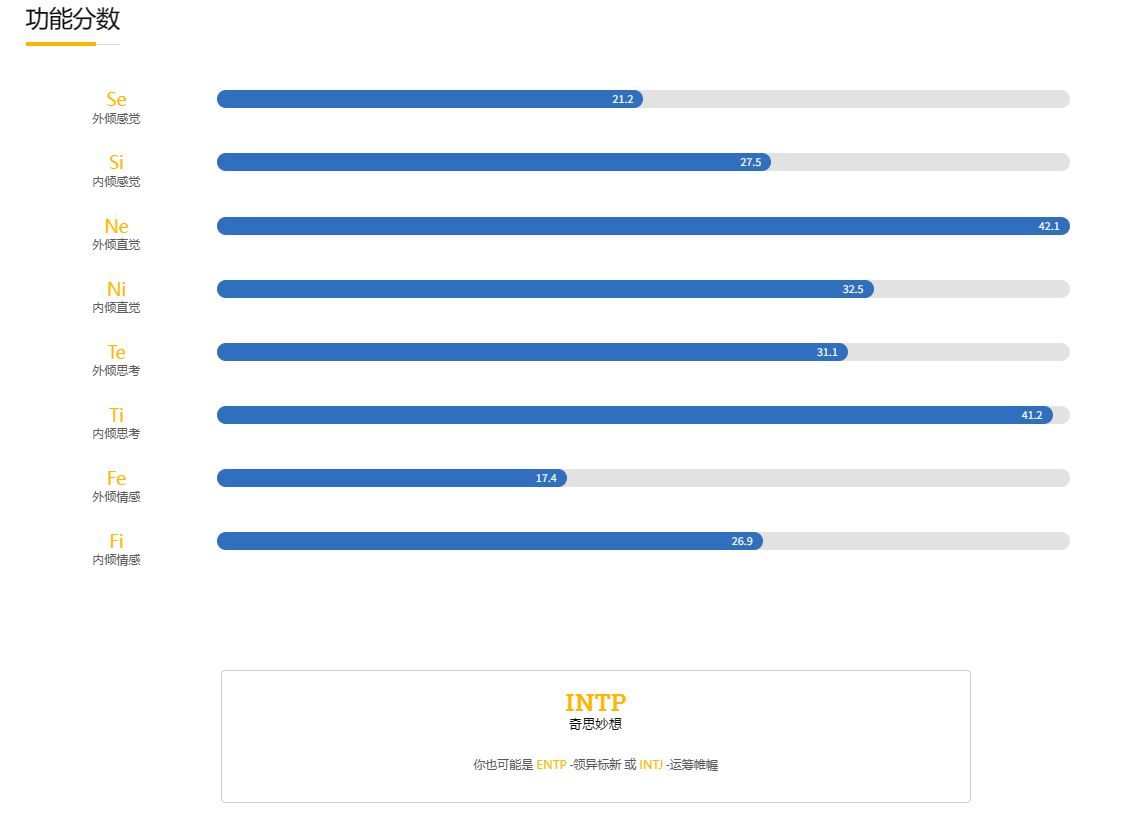 功能分数
Se
21.2
外倾感觉
Si
27.5
内倾感觉
Ne
42.1
外倾直觉
Ni
32.5
内倾直觉
Te
31.1
外倾思考
Ti
41.2
内倾思考
Fe
17.4
外倾情感
Fi
26.9
内倾情感
INTP
奇思妙想
你也可能是 ENTP -领异标新 或 INTJ -运筹帷幄